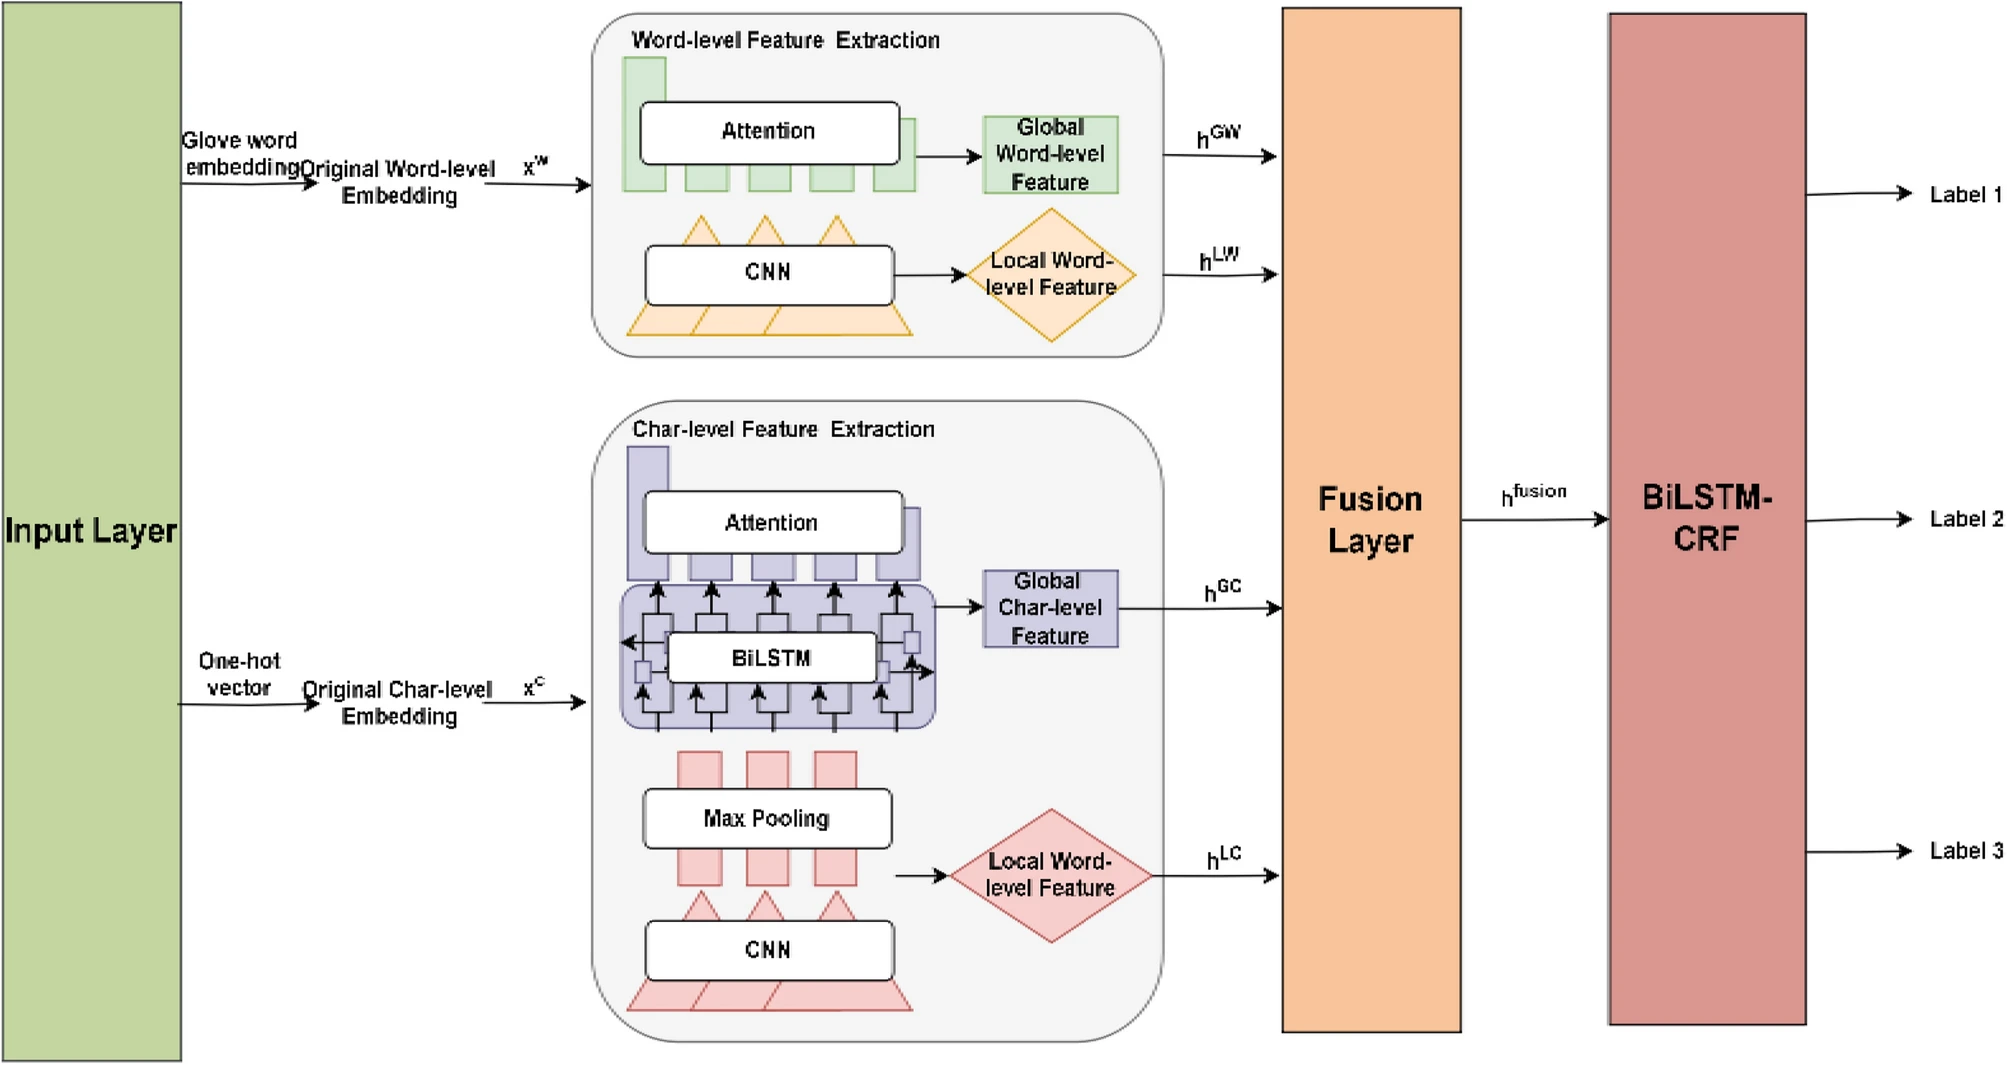 Input Layer
Glove word
embedding
Original Word-level
Embedding
x^w
Word-level Feature Extraction
Attention
Global
Word-level
Feature
CNN
Local Word-
level Feature
h^GW
h^LW
One-hot
vector
Original Char-level
Embedding
x^c
Char-level Feature Extraction
Attention
BiLSTM
Global
Char-level
Feature
Max Pooling
CNN
Local Word-
level Feature
h^GC
h^LC
Fusion
Layer
h^fusion
BiLSTM-
CRF
Label 1
Label 2
Label 3